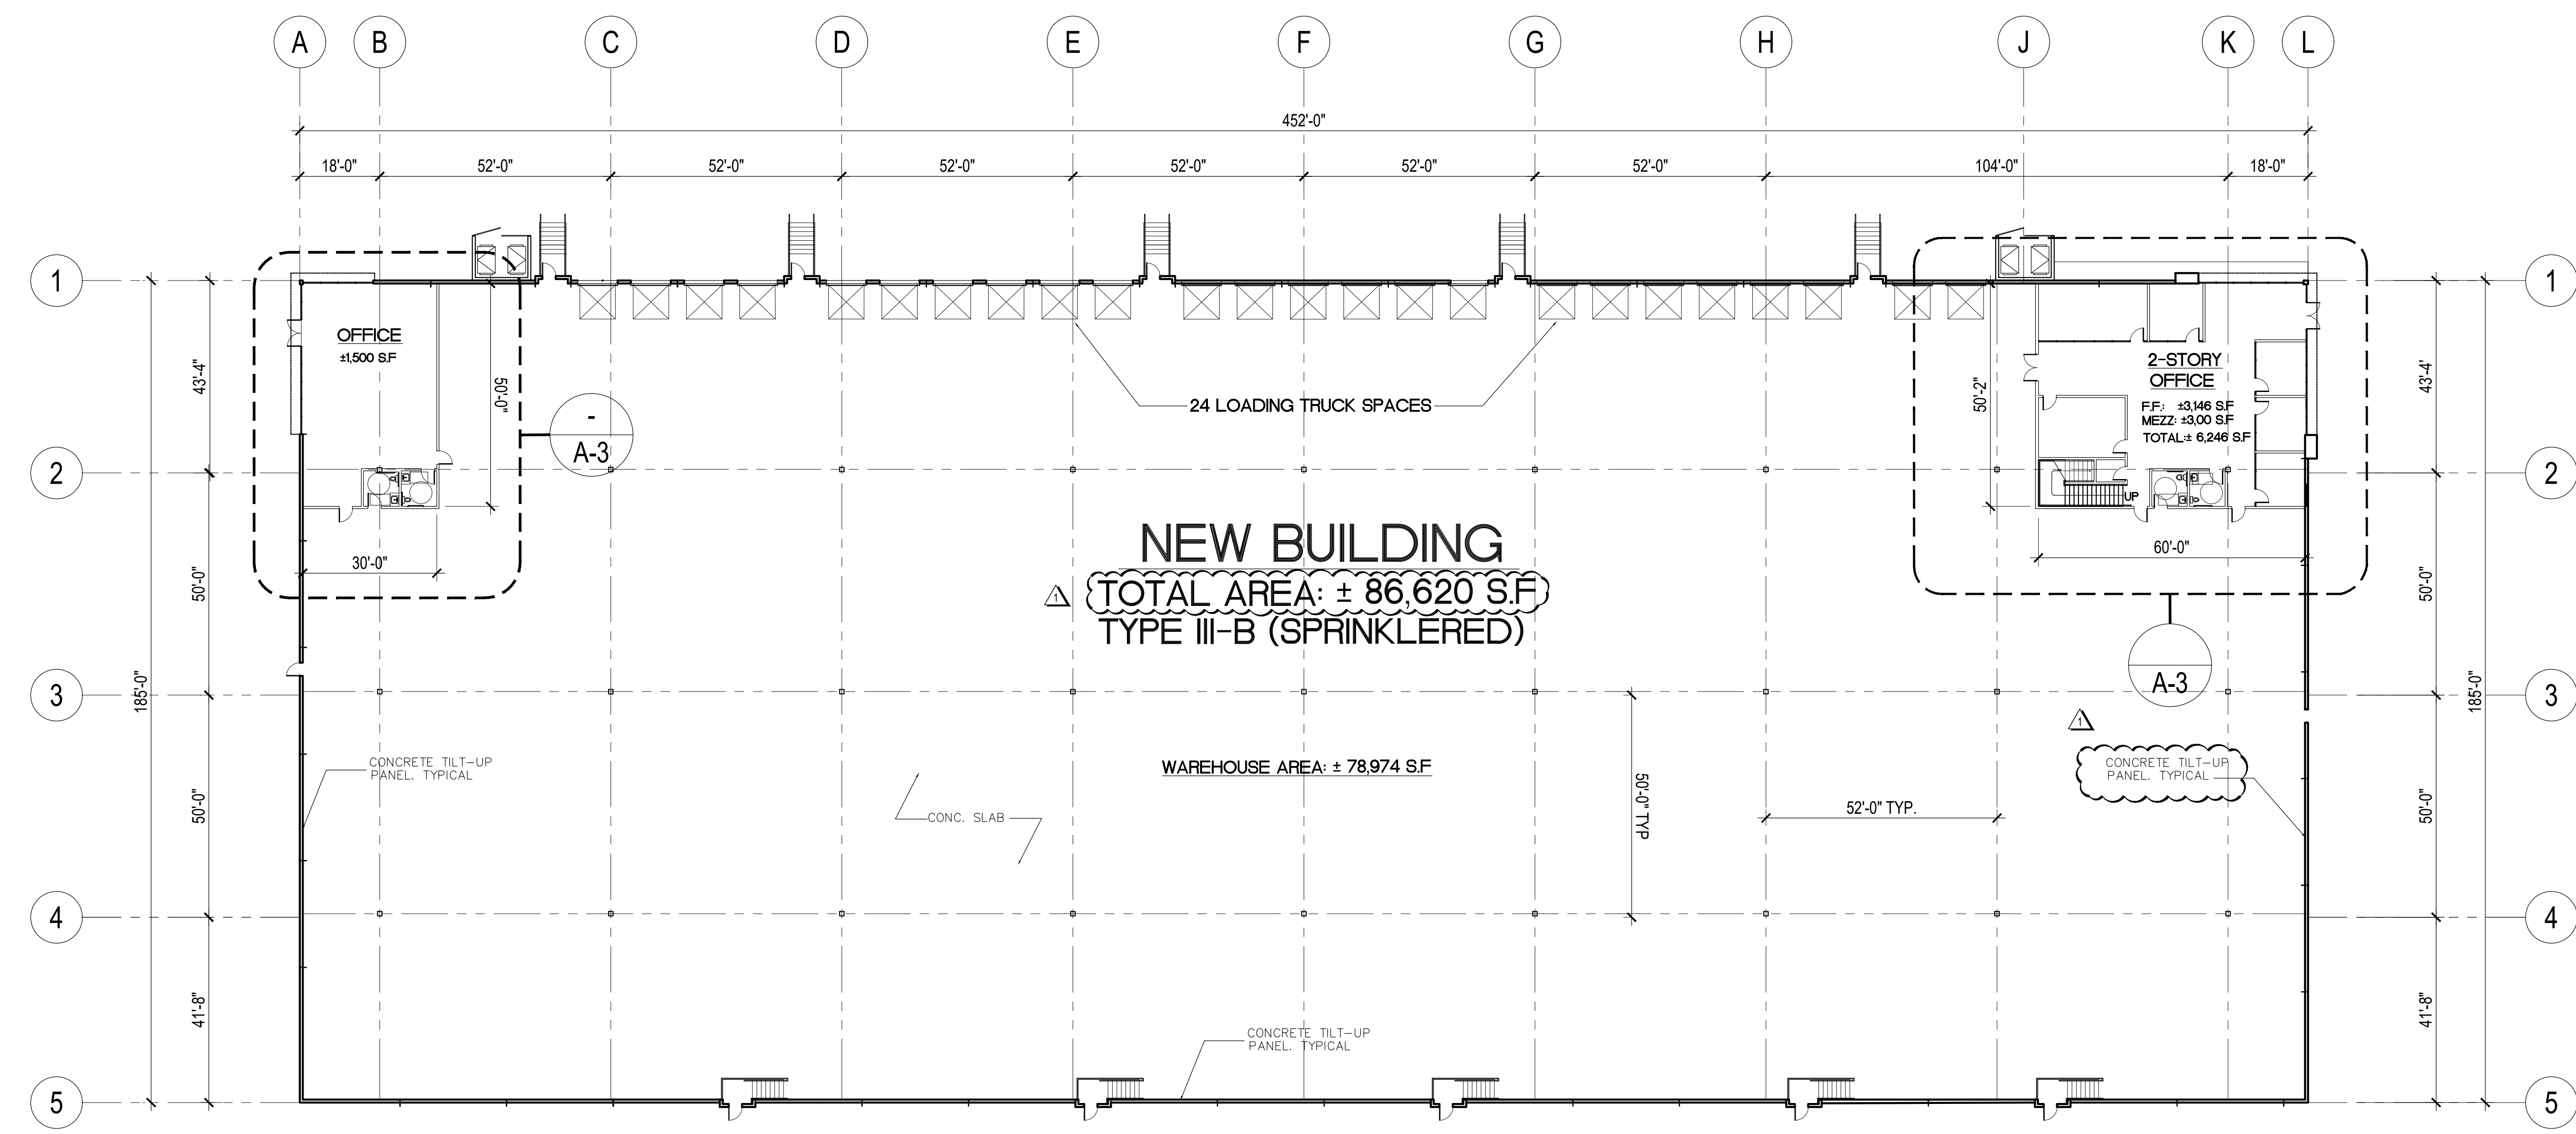 A B C D E F G H J K L
452'-0"
18'-0" 52'-0" 52'-0" 52'-0" 52'-0" 52'-0" 52'-0" 104'-0" 18'-0"
1 1
OFFICE
±1,500 S.F
50'-0"
43'-4"
-
A-3
24 LOADING TRUCK SPACES
50'-2"
2-STORY
OFFICE
F.F.: ±3,146 S.F
MEZZ: ±3,00 S.F
TOTAL:± 6,246 S.F
43'-4"
2 2
UP
30'-0"
60'-0"
50'-0"
NEW BUILDING
1
TOTAL AREA: ± 86,620 S.F
TYPE III-B (SPRINKLERED)
50'-0"
A-3
185'-0"
3 3
185'-0"
1
CONCRETE TILT-UP
PANEL. TYPICAL
WAREHOUSE AREA: ± 78,974 S.F
CONCRETE TILT-UP
PANEL. TYPICAL
50'-0"
CONC. SLAB
50'-0" TYP
52'-0" TYP.
50'-0"
4 4
41'-8"
CONCRETE TILT-UP
PANEL. TYPICAL
41'-8"
5 5